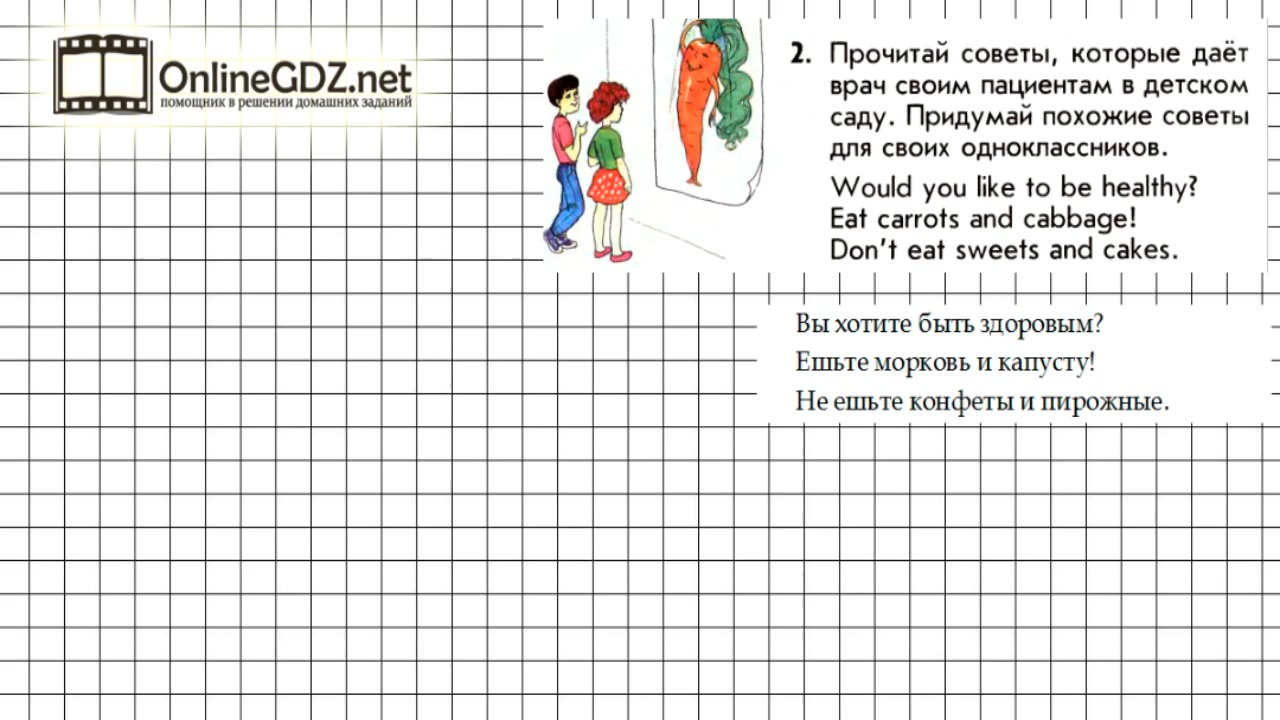 OnlineGDZ.net
помощник в решении домашних заданий
2. Прочитай советы, которые даёт
врач своим пациентам в детском
саду. Придумай похожие советы
для своих одноклассников.
Would you like to be healthy?
Eat carrots and cabbage!
Don't eat sweets and cakes.
Вы хотите быть здоровым?
Ешьте морковь и капусту!
Не ешьте конфеты и пирожные.